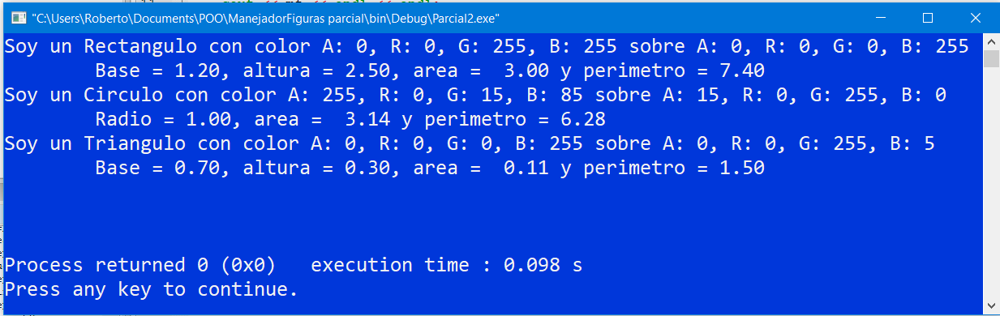 "C:\Users\Roberto\Documents\POO\ManejadorFiguras parcial\bin\Debug\Parcial2.exe"
Soy un Rectangulo con color A: 0, R: 0, G: 255, B: 255 sobre A: 0, R: 0, G: 0, B: 255
Base = 1.20, altura = 2.50, area =  3.00 y perimetro = 7.40
Soy un Circulo con color A: 255, R: 0, G: 15, B: 85 sobre A: 15, R: 0, G: 255, B: 0
Radio = 1.00, area =  3.14 y perimetro = 6.28
Soy un Triangulo con color A: 0, R: 0, G: 0, B: 255 sobre A: 0, R: 0, G: 255, B: 5
Base = 0.70, altura = 0.30, area =  0.11 y perimetro = 1.50
Process returned 0 (0x0)   execution time : 0.098 s
Press any key to continue.